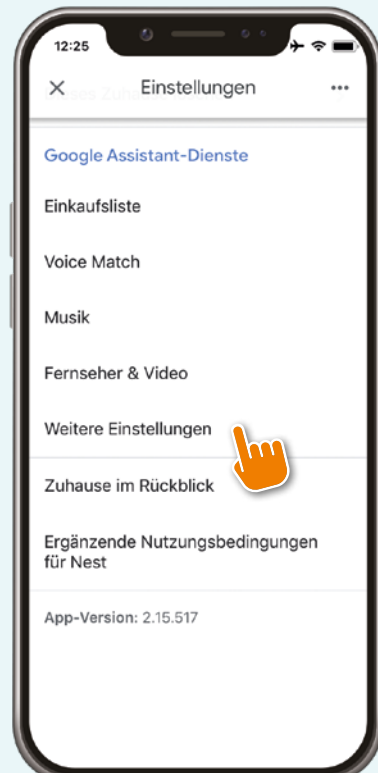 12:25
Einstellungen
Google Assistant-Dienste
Einkaufsliste
Voice Match
Musik
Fernseher & Video
Weitere Einstellungen
Zuhause im Rückblick
Ergänzende Nutzungsbedingungen
für Nest
App-Version: 2.15.517